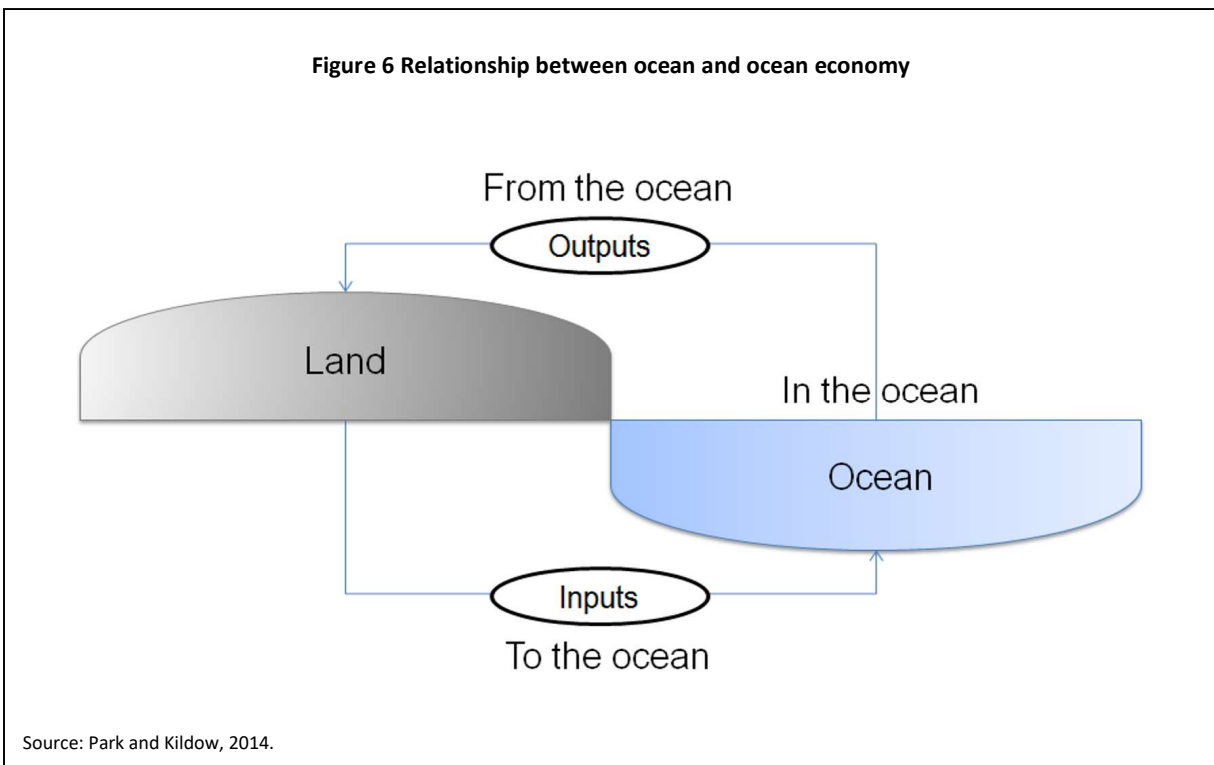 Figure 6 Relationship between ocean and ocean economy
From the ocean
Outputs
Land
In the ocean
Ocean
Inputs
To the ocean
Source: Park and Kildow, 2014.